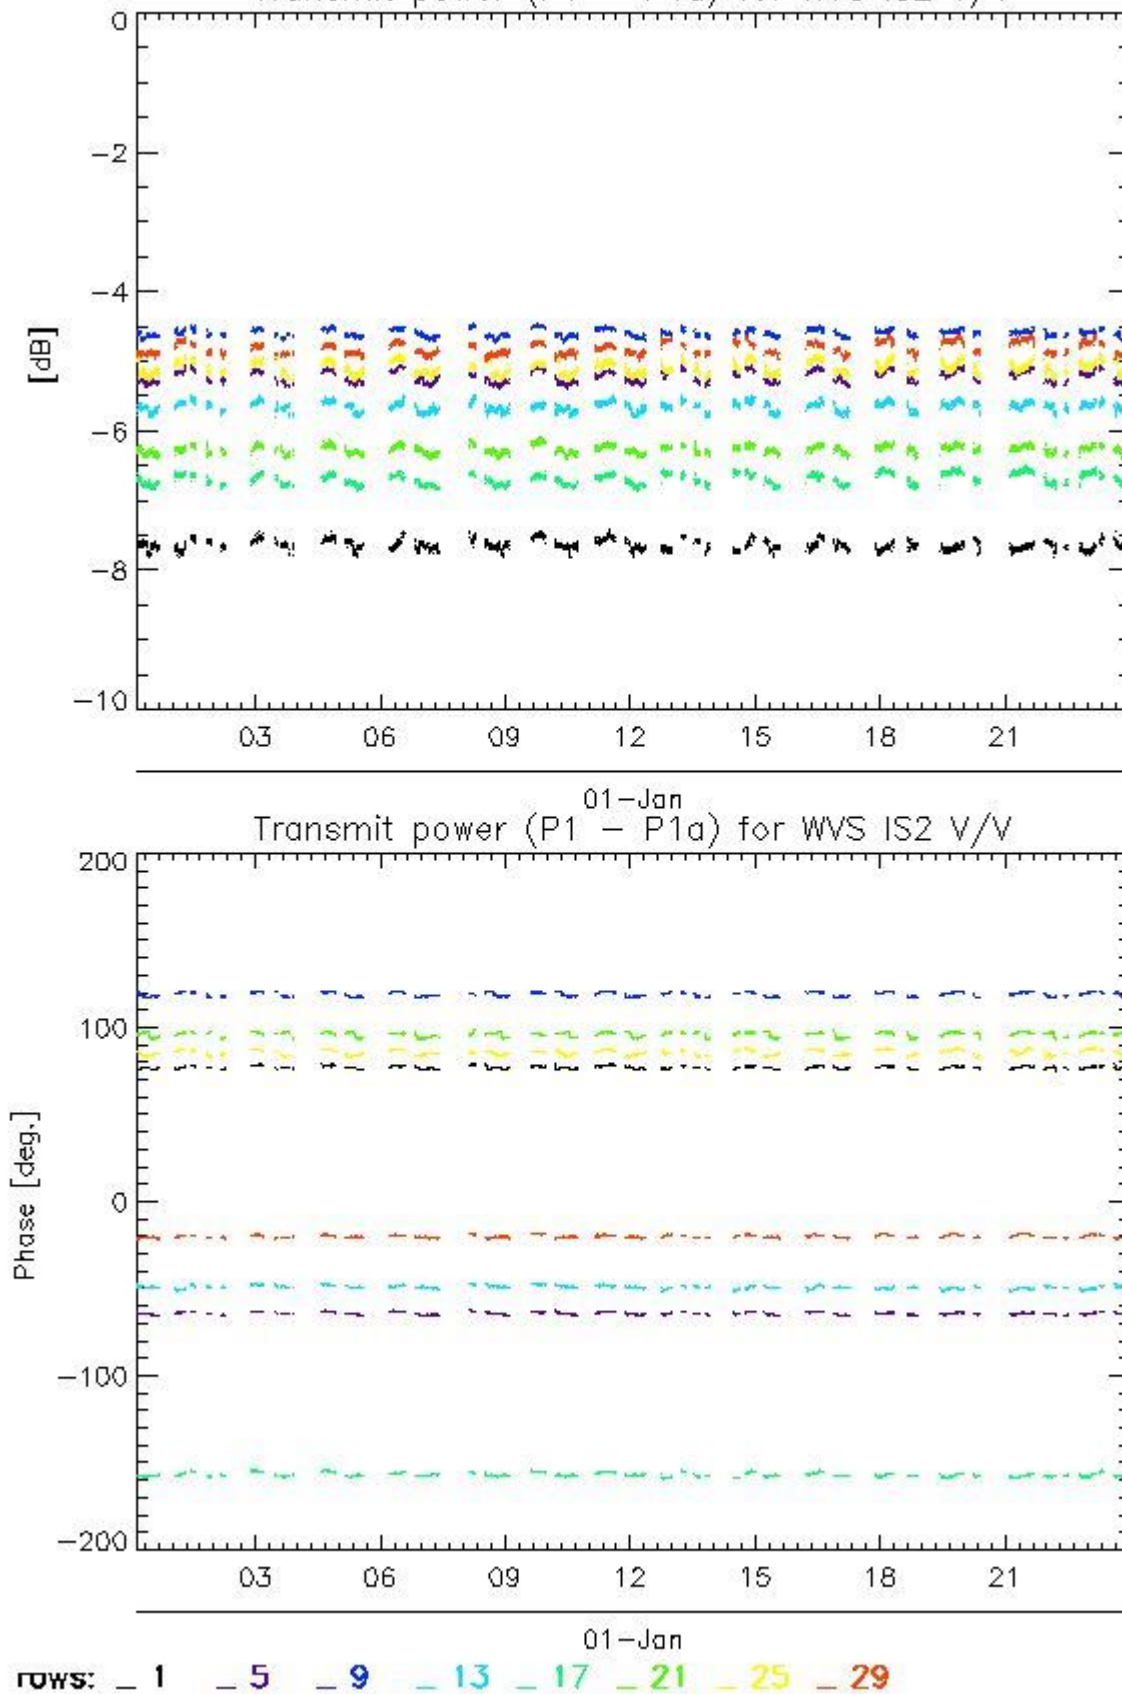 0
-2
-4
[dB]
-6
-8
-10
03 06 09 12 15 18 21
01-Jan
Transmit power (P1 - P1a) for WVS IS2 V/V
200
100
0
Phase [deg.]
-100
-200
03 06 09 12 15 18 21
01-Jan
rows: _ 1 _ 5 _ 9 _ 13 _ 17 _ 21 _ 25 _ 29